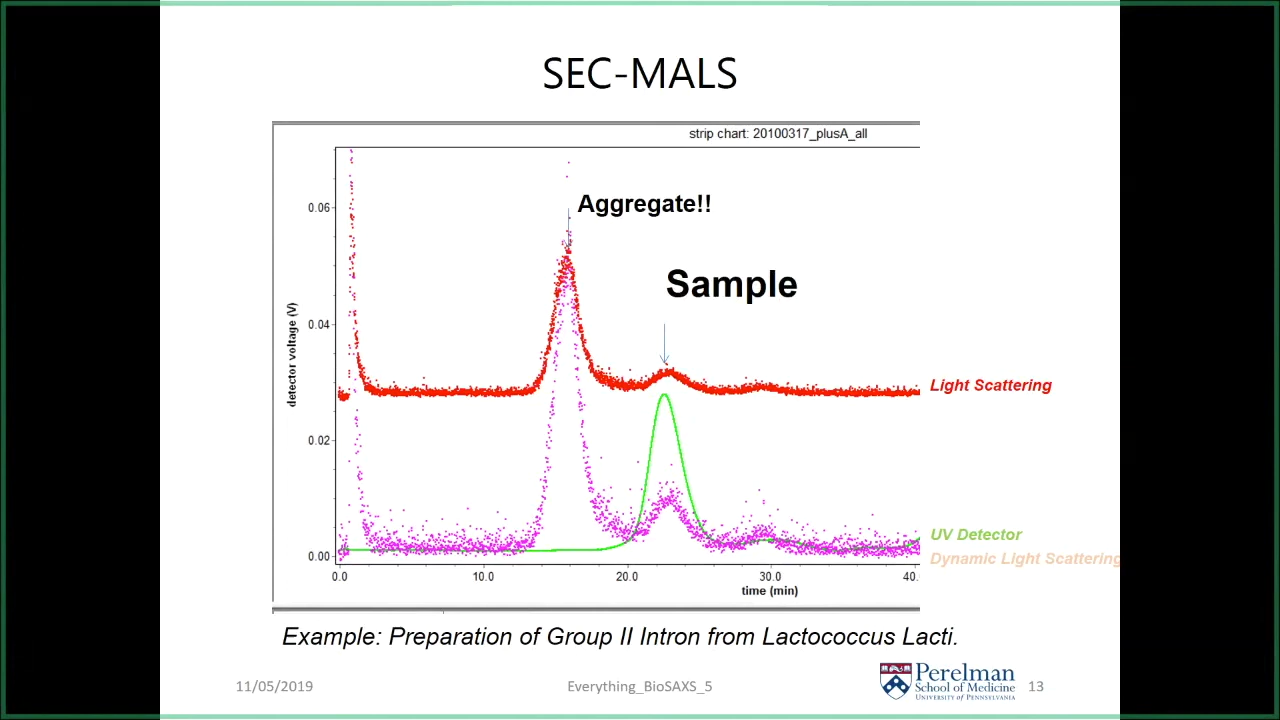 SEC-MALS
strip chart: 20100317_plusA_all
Aggregate!!
Sample
detector voltage (V)
0.06
0.04
0.02
0.00
0.0
10.0
20.0
30.0
40.
time (min)
Light Scattering
UV Detector
Dynamic Light Scattering
Example: Preparation of Group II Intron from Lactococcus Lacti.
11/05/2019
Everything_BioSAXS_5
Perelman
School of Medicine
University of Pennsylvania
13